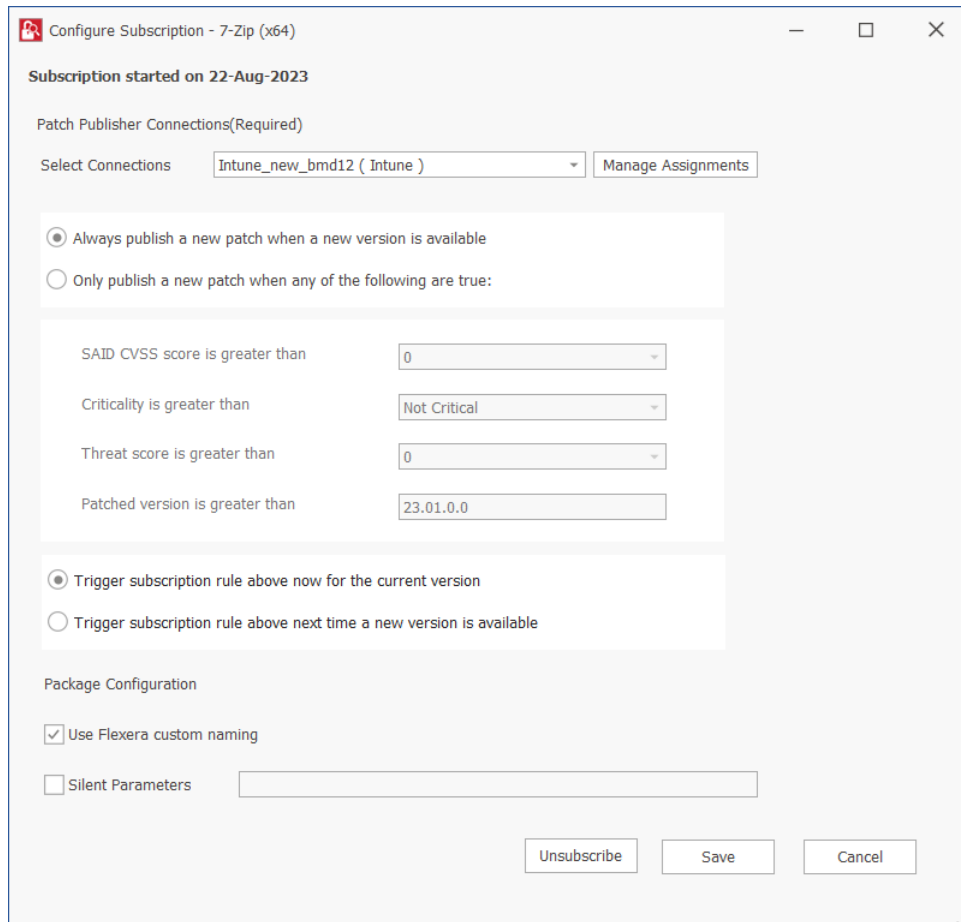 Configure Subscription - 7-Zip (x64)
Subscription started on 22-Aug-2023
Patch Publisher Connections(Required)
Select Connections Intune_new_bmd12 ( Intune ) Manage Assignments
Always publish a new patch when a new version is available
Only publish a new patch when any of the following are true:
SAID CVSS score is greater than 0
Criticality is greater than Not Critical
Threat score is greater than 0
Patched version is greater than 23.01.0.0
Trigger subscription rule above now for the current version
Trigger subscription rule above next time a new version is available
Package Configuration
Use Flexera custom naming
Silent Parameters
Unsubscribe Save Cancel